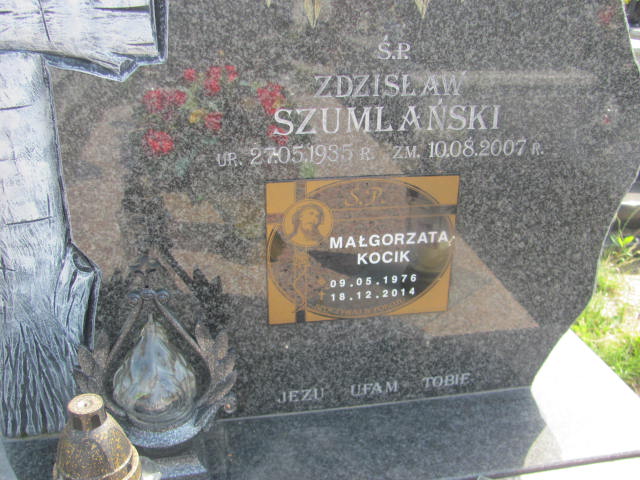 Ś.P.
ZDZISŁAW
SZUMLAŃSKI
UR. 27.05.1935 R. ZM. 10.08.2007 R.
Ś.P.
MAŁGORZATA
KOCIK
* 09.05.1976
† 18.12.2014
JEZU UFAM TOBIE